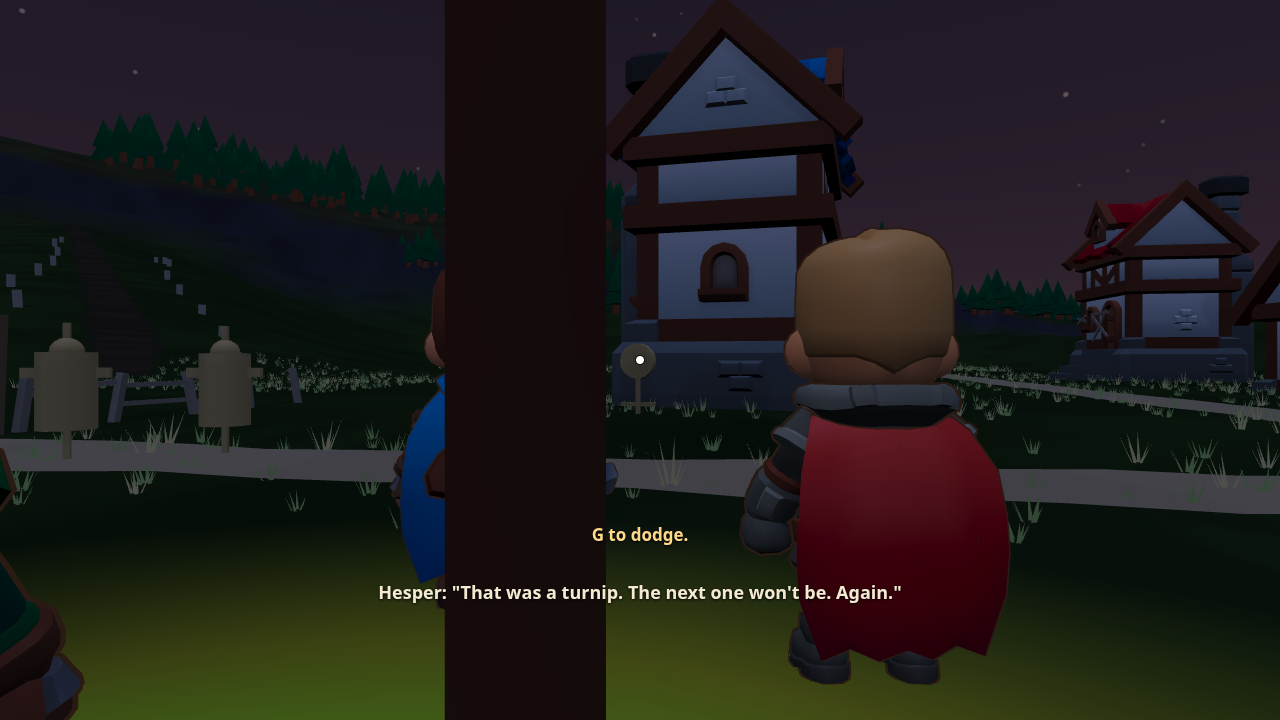 G to dodge.
Hesper: "That was a turnip. The next one won't be. Again."